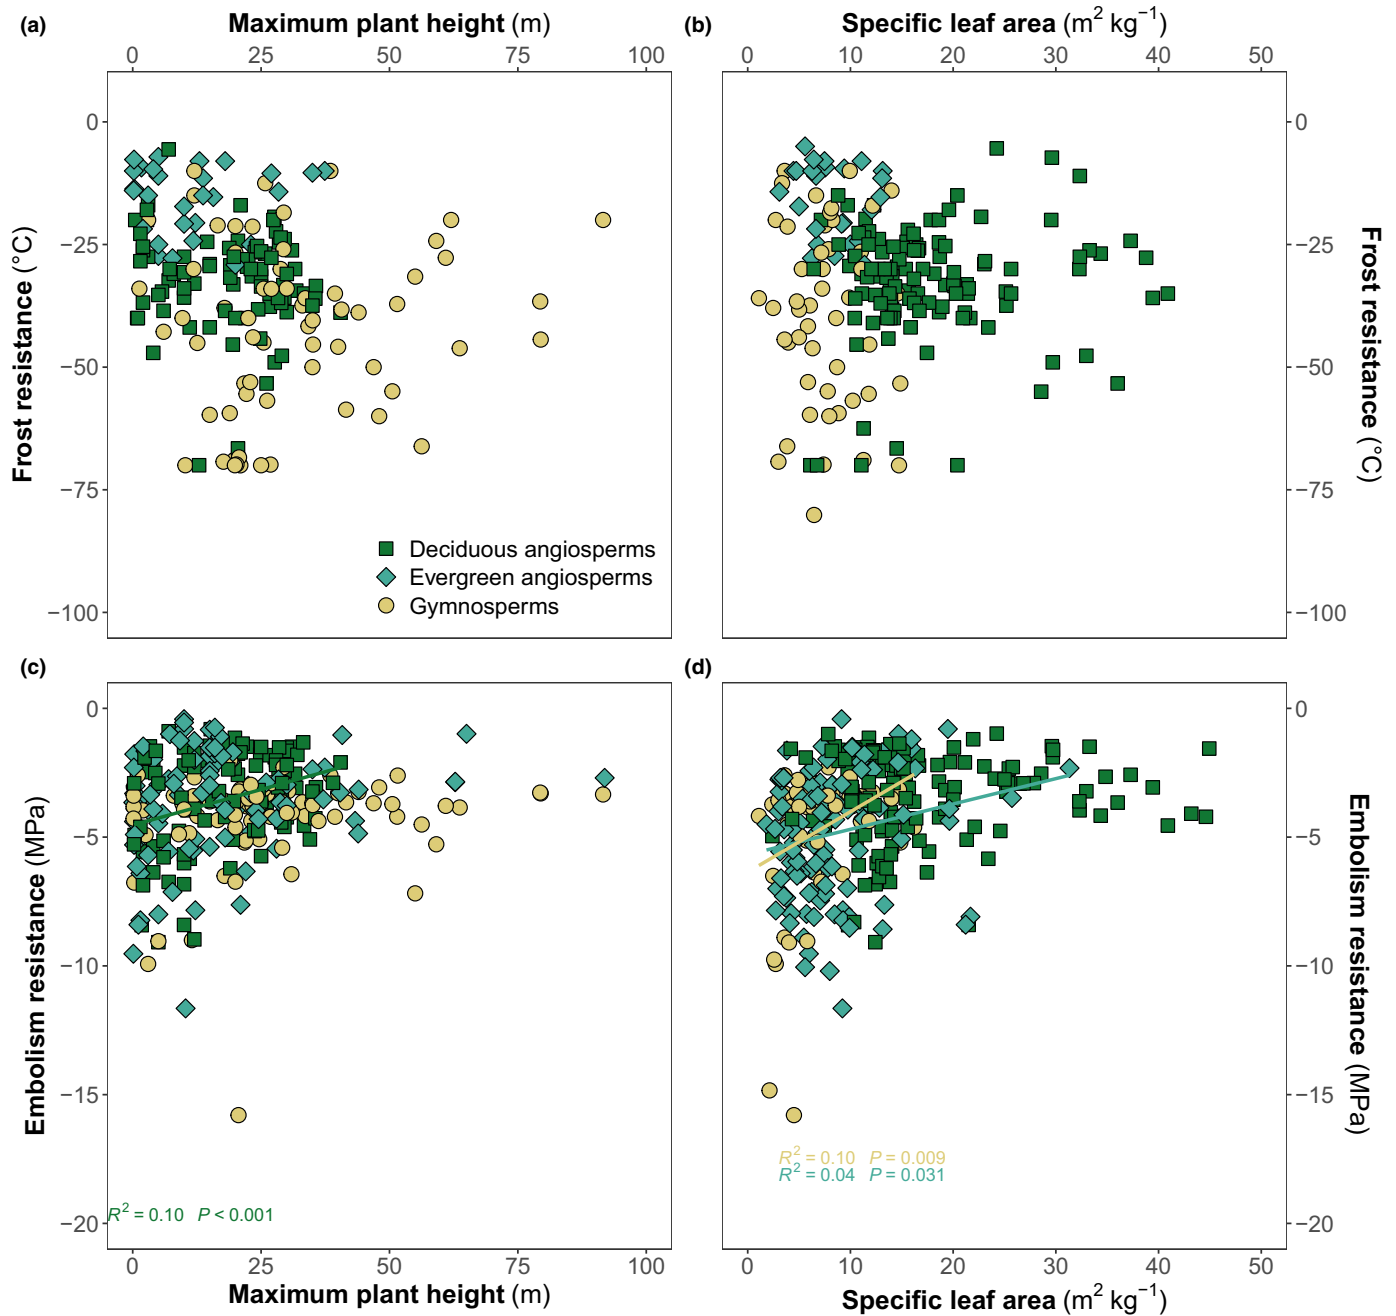 (a)
Maximum plant height (m)
0 25 50 75 100
Frost resistance (°C)
0
−25
−50
−75
−100
Deciduous angiosperms
Evergreen angiosperms
Gymnosperms
(b)
Specific leaf area (m² kg⁻¹)
0 10 20 30 40 50
0
−25
−50
−75
−100
Frost resistance (°C)
(c)
Embolism resistance (MPa)
0
−5
−10
−15
−20
R² = 0.10 P < 0.001
0 25 50 75 100
Maximum plant height (m)
(d)
0
−5
−10
−15
−20
Embolism resistance (MPa)
R² = 0.10 P = 0.009
R² = 0.04 P = 0.031
0 10 20 30 40 50
Specific leaf area (m² kg⁻¹)